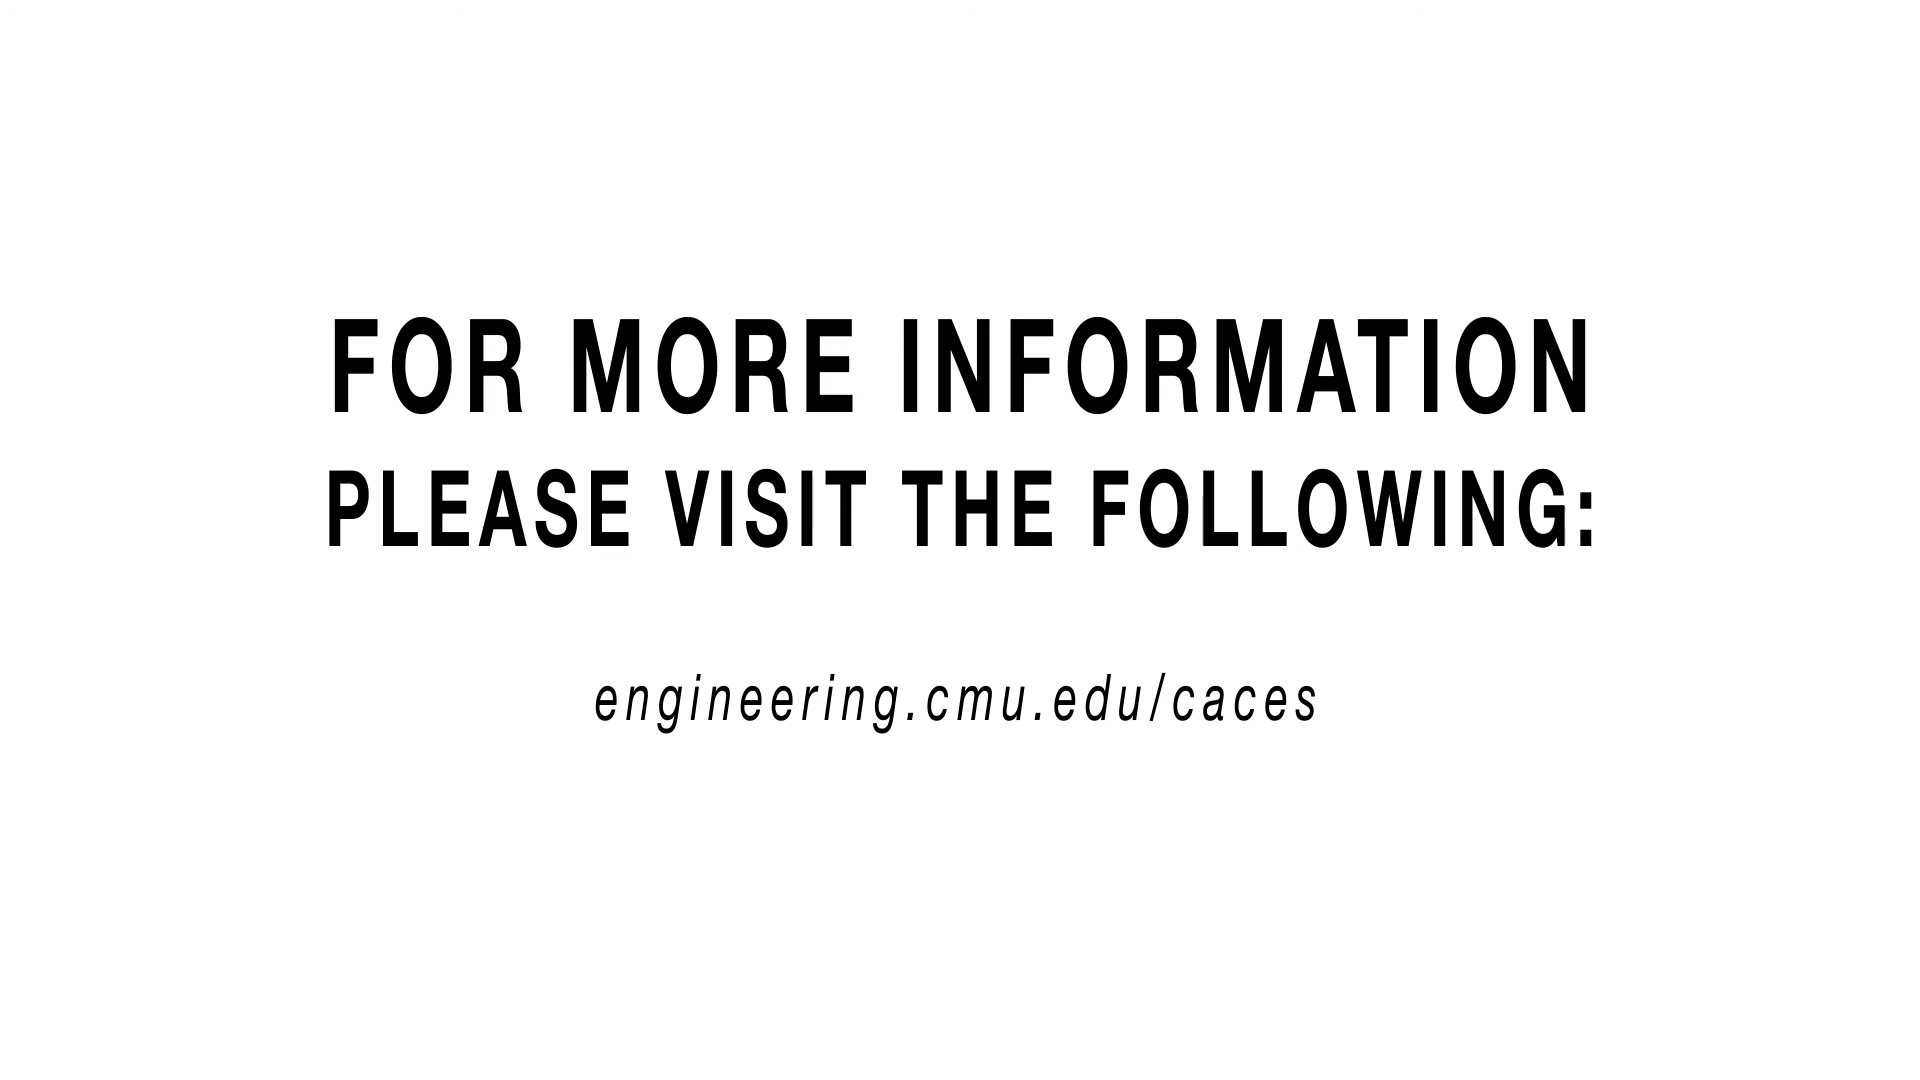 FOR MORE INFORMATION
PLEASE VISIT THE FOLLOWING:
engineering.cmu.edu/caces